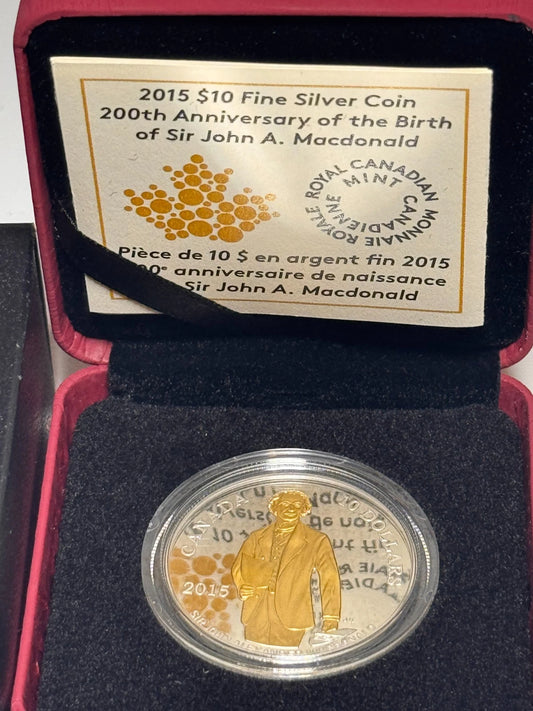 2015 $10 Fine Silver Coin
200th Anniversary of the Birth
of Sir John A. Macdonald
ROYAL CANADIAN MINT
MONNAIE ROYALE CANADIENNE
Pièce de 10 $ en argent fin 2015
anniversaire de naissance
Sir John A. Macdonald
CANADA
10 DOLLARS
2015